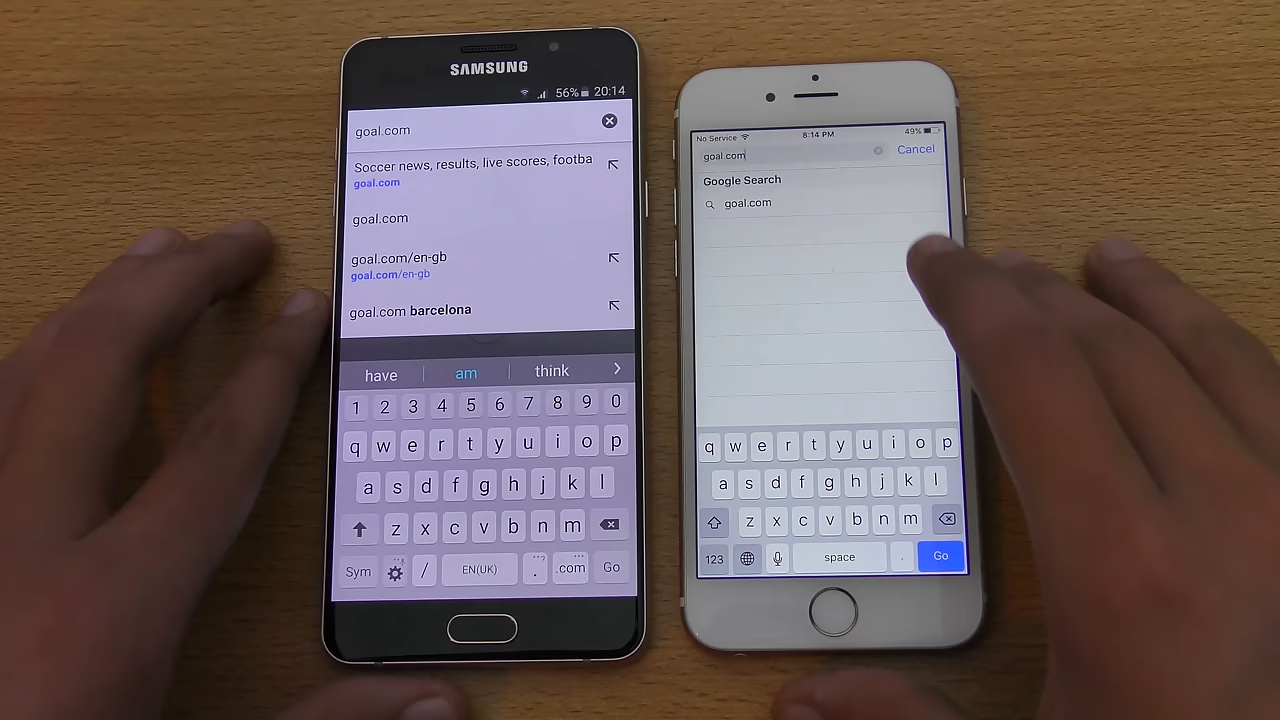 SAMSUNG
56% 20:14
goal.com
Soccer news, results, live scores, footba
goal.com
goal.com
goal.com/en-gb
goal.com/en-gb
goal.com barcelona
have am think
1 2 3 4 5 6 7 8 9 0
q w e r t y u i o p
a s d f g h j k l
z x c v b n m
Sym / EN(UK) . .com Go
No Service 8:14 PM 49%
goal.com Cancel
Google Search
goal.com
q w e r t y u i o p
a s d f g h j k l
z x c v b n m
123 space . Go